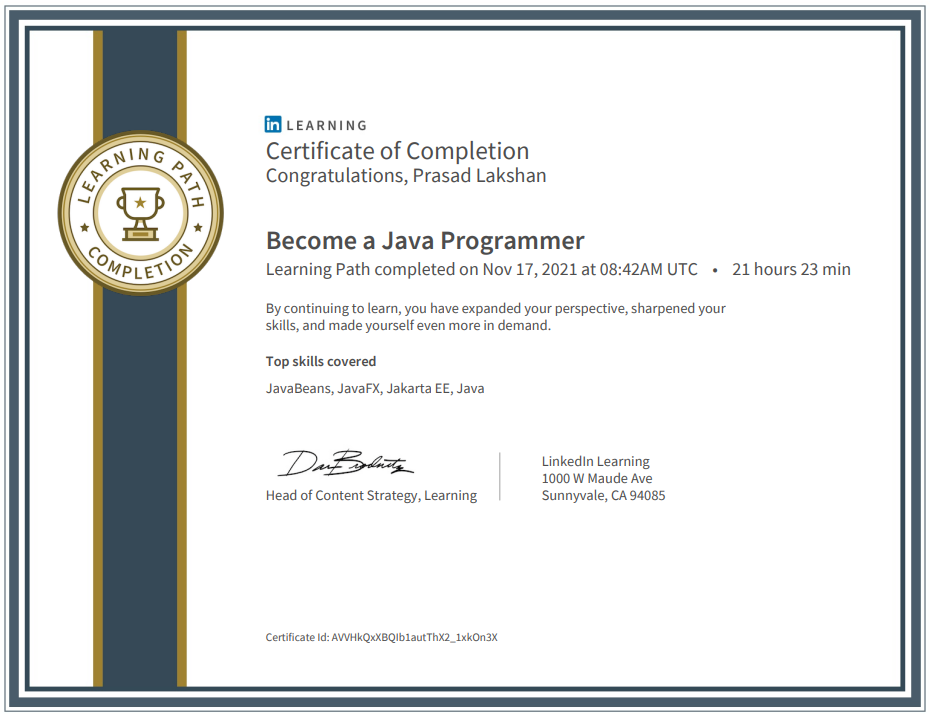 LEARNING PATH
COMPLETION
in LEARNING
Certificate of Completion
Congratulations, Prasad Lakshan
Become a Java Programmer
Learning Path completed on Nov 17, 2021 at 08:42AM UTC • 21 hours 23 min
By continuing to learn, you have expanded your perspective, sharpened your
skills, and made yourself even more in demand.
Top skills covered
JavaBeans, JavaFX, Jakarta EE, Java
Head of Content Strategy, Learning
LinkedIn Learning
1000 W Maude Ave
Sunnyvale, CA 94085
Certificate Id: AVVHkQxXBQIb1autThX2_1xkOn3X